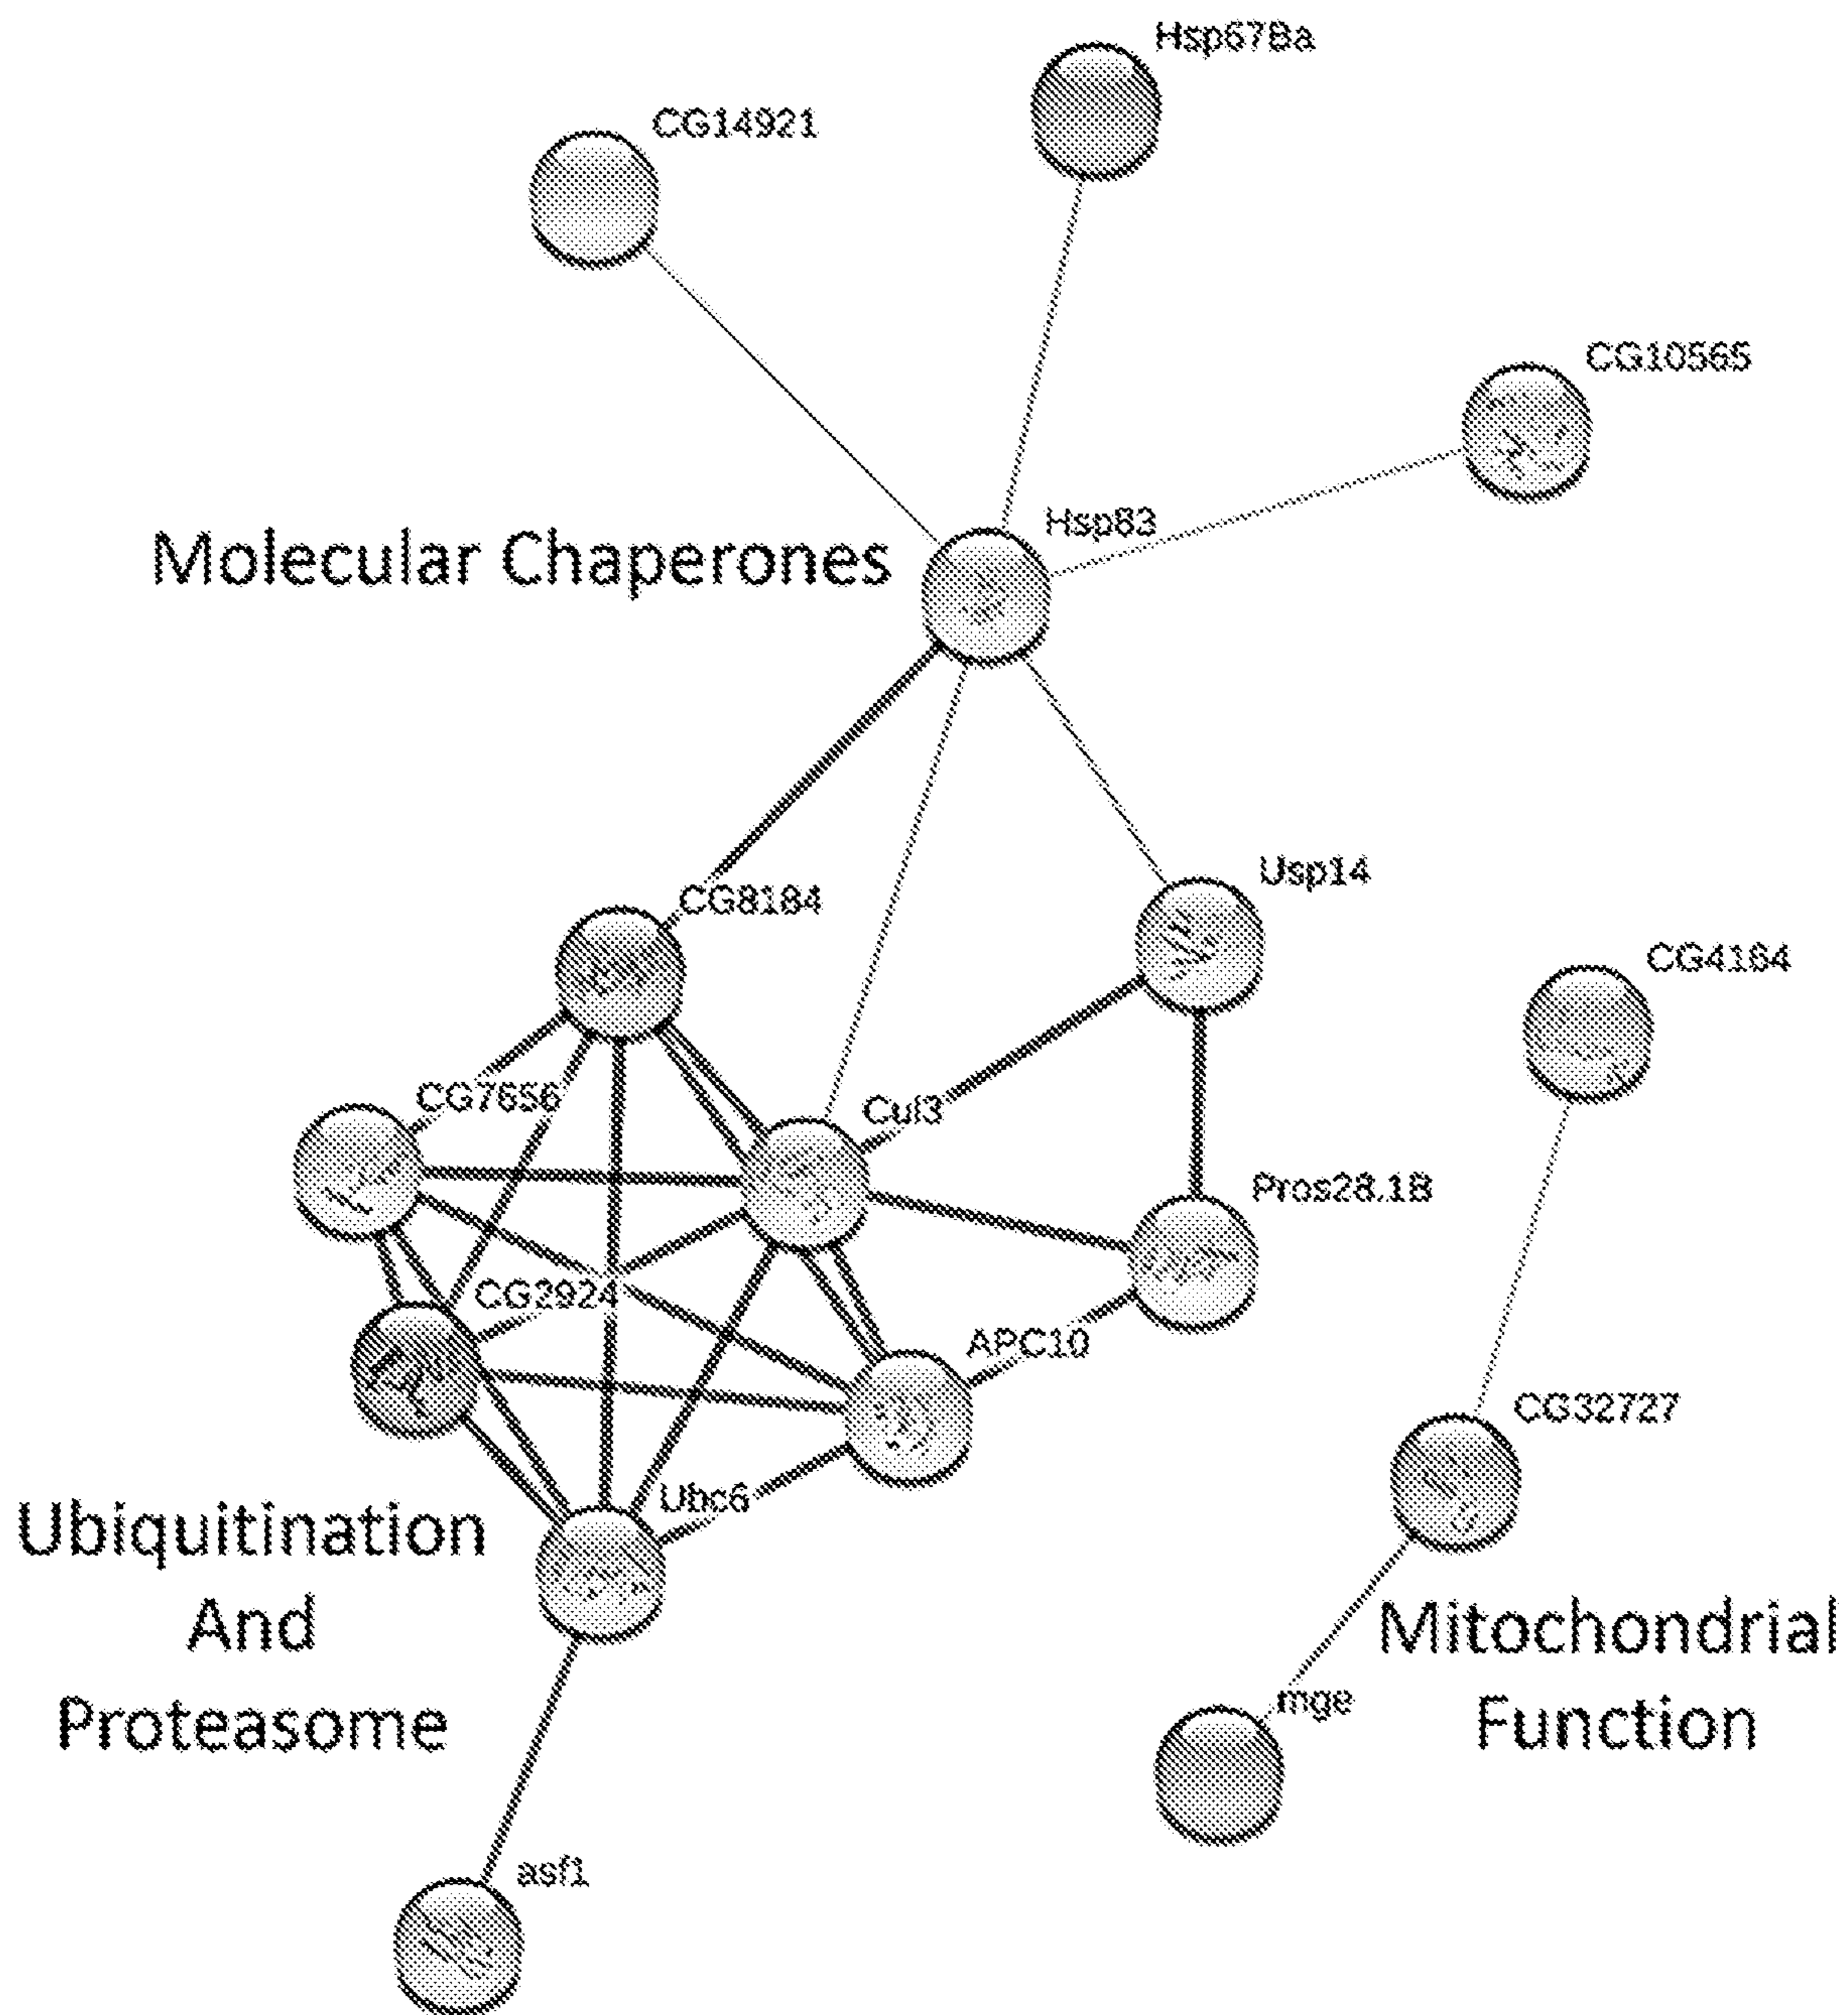 Hsp67Ba
CG14921
CG10565
Hsp83
Molecular Chaperones
Usp14
CG8184
CG4164
CG7656
Cul3
Pros28.1B
CG2924
APC10
CG32727
Ubc6
Ubiquitination
And
Proteasome
Mitochondrial
Function
mge
asf1